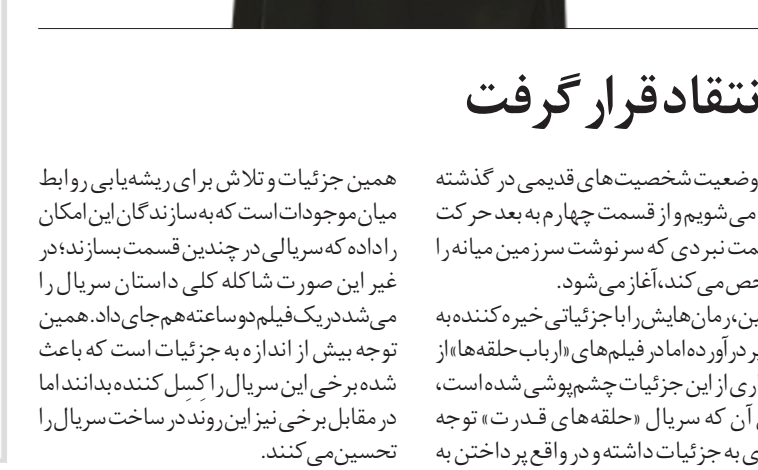 نتقاد قرار گرفت
وضعیت شخصیت‌های قدیمی در گذشته
می‌شویم و از قسمت چهارم به بعد حرکت
مت نبردی که سرنوشت سرزمین میانه را
خص می‌کند، آغاز می‌شود.
ین، رمان‌هایش را با جزئیاتی خیره کننده به
یر درآورده اما در فیلم‌های «ارباب حلقه‌ها» از
اری از این جزئیات چشم‌پوشی شده است،
آن که سریال «حلقه‌های قدرت» توجه
ی به جزئیات داشته و در واقع پرداختن به
همین جزئیات و تلاش برای ریشه‌یابی روابط
میان موجودات است که به سازندگان این امکان
را داده که سریالی در چندین قسمت بسازند؛ در
غیر این صورت شاکله کلی داستان سریال را
می‌شد در یک فیلم دو ساعته هم جای داد. همین
توجه بیش از اندازه به جزئیات است که باعث
شده برخی این سریال را کِسِل کننده بدانند اما
در مقابل برخی نیز این روند در ساخت سریال را
تحسین می‌کنند.